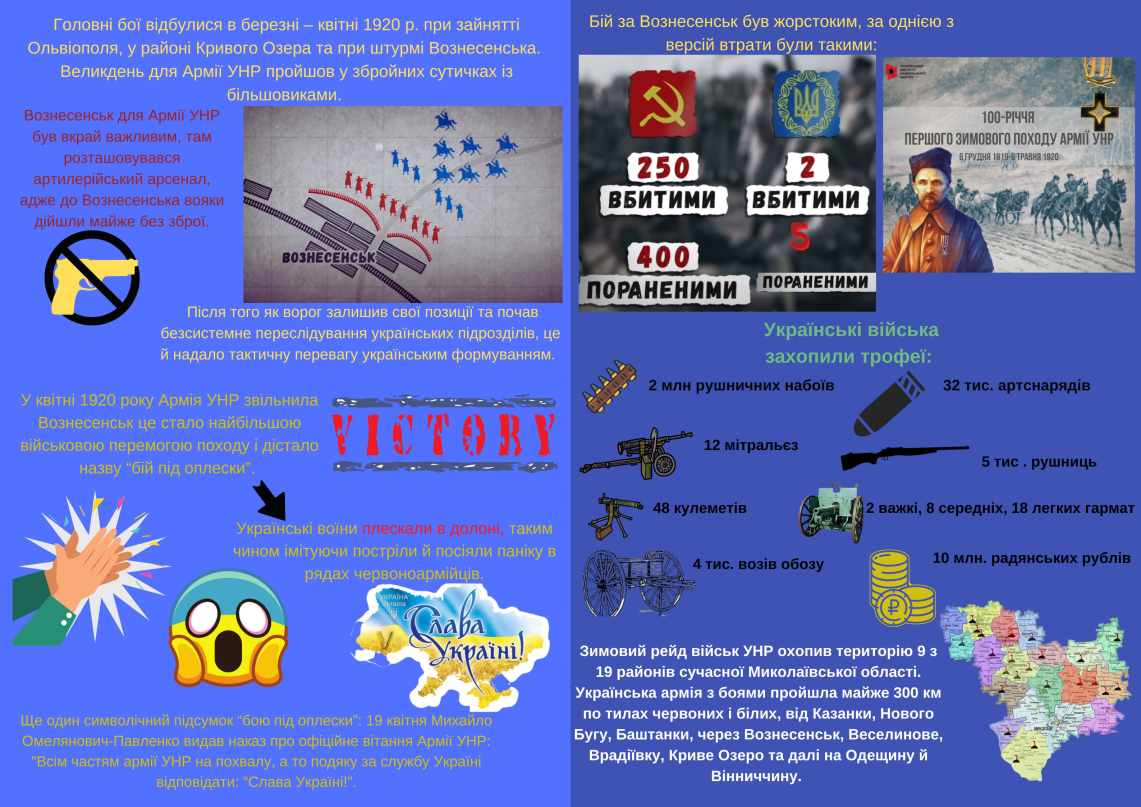 Головні бої відбулися в березні – квітні 1920 р. при зайнятті
Ольвіополя, у районі Кривого Озера та при штурмі Вознесенська.
Великдень для Армії УНР пройшов у збройних сутичках із
більшовиками.
Вознесенськ для Армії УНР
був вкрай важливим, там
розташовувався
артилерійський арсенал,
адже до Вознесенська вояки
дійшли майже без зброї.
ВОЗНЕСЕНСЬК
Після того як ворог залишив свої позиції та почав
безсистемне переслідування українських підрозділів, це
й надало тактичну перевагу українським формуванням.
У квітні 1920 року Армія УНР звільнила
Вознесенськ це стало найбільшою
військовою перемогою походу і дістало
назву “бій під оплески”.
VICTORY
Українські воїни плескали в долоні, таким
чином імітуючи постріли й посіяли паніку в
рядах червоноармійців.
УКРАЇНА
Ukraine
Слава
Україні!
Ще один символічний підсумок “бою під оплески”: 19 квітня Михайло
Омелянович-Павленко видав наказ про офіційне вітання Армії УНР:
"Всім частям армії УНР на похвалу, а то подяку за службу Україні
відповідати: “Слава Україні!”.
Бій за Вознесенськ був жорстоким, за однією з
версій втрати були такими:
250
ВБИТИМИ
400
ПОРАНЕНИМИ
2
ВБИТИМИ
5
ПОРАНЕНИМИ
100-РІЧЧЯ
ПЕРШОГО ЗИМОВОГО ПОХОДУ АРМІЇ УНР
6 ГРУДНЯ 1919-6 ТРАВНЯ 1920
Українські війська
захопили трофеї:
2 млн рушничних набоїв
32 тис. артснарядів
12 мітральєз
5 тис . рушниць
48 кулеметів
2 важкі, 8 середніх, 18 легких гармат
4 тис. возів обозу
10 млн. радянських рублів
Зимовий рейд військ УНР охопив територію 9 з
19 районів сучасної Миколаївської області.
Українська армія з боями пройшла майже 300 км
по тилах червоних і білих, від Казанки, Нового
Бугу, Баштанки, через Вознесенськ, Веселинове,
Врадіївку, Криве Озеро та далі на Одещину й
Вінниччину.